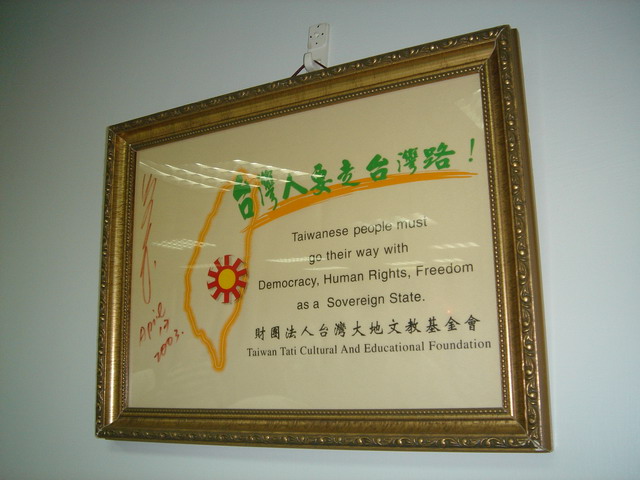 台灣人要走台灣路！
Taiwanese people must
go their way with
Democracy, Human Rights, Freedom
as a Sovereign State.
財團法人台灣大地文教基金會
Taiwan Tati Cultural And Educational Foundation
April
12
2003.